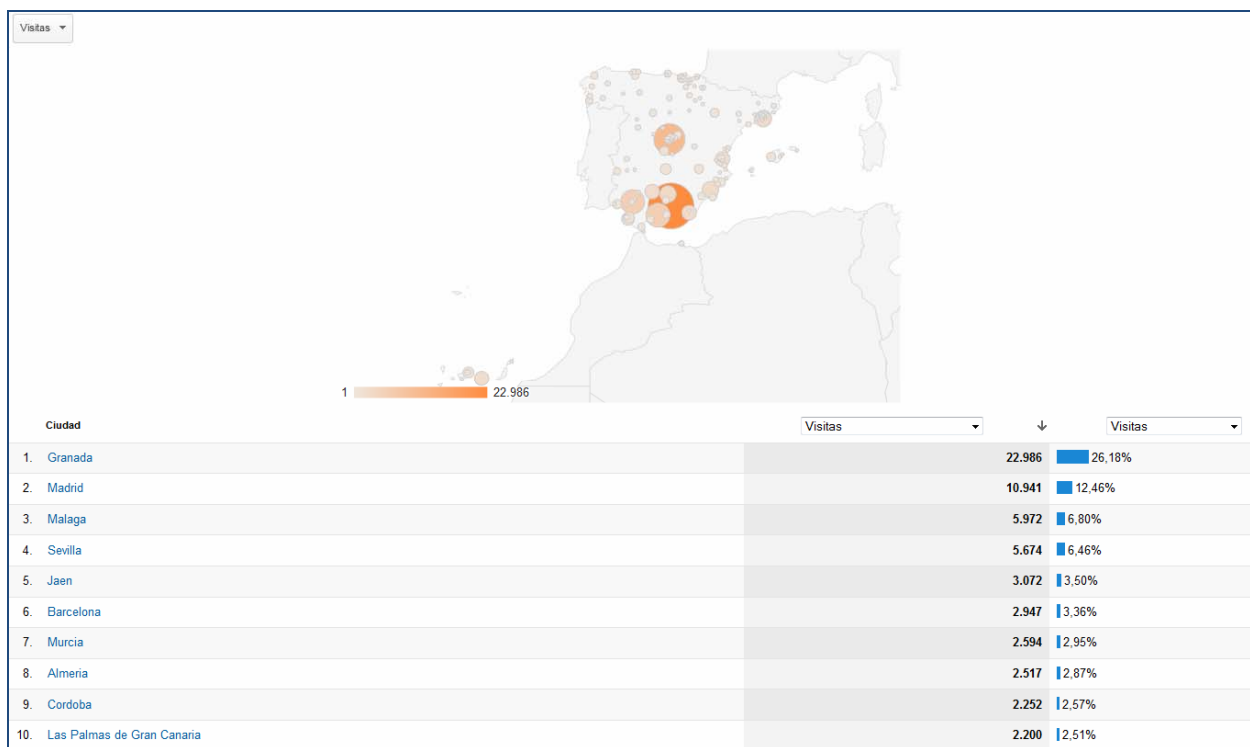 Visitas
1 22.986
Ciudad Visitas Visitas
1. Granada 22.986 26,18%
2. Madrid 10.941 12,46%
3. Malaga 5.972 6,80%
4. Sevilla 5.674 6,46%
5. Jaen 3.072 3,50%
6. Barcelona 2.947 3,36%
7. Murcia 2.594 2,95%
8. Almeria 2.517 2,87%
9. Cordoba 2.252 2,57%
10. Las Palmas de Gran Canaria 2.200 2,51%